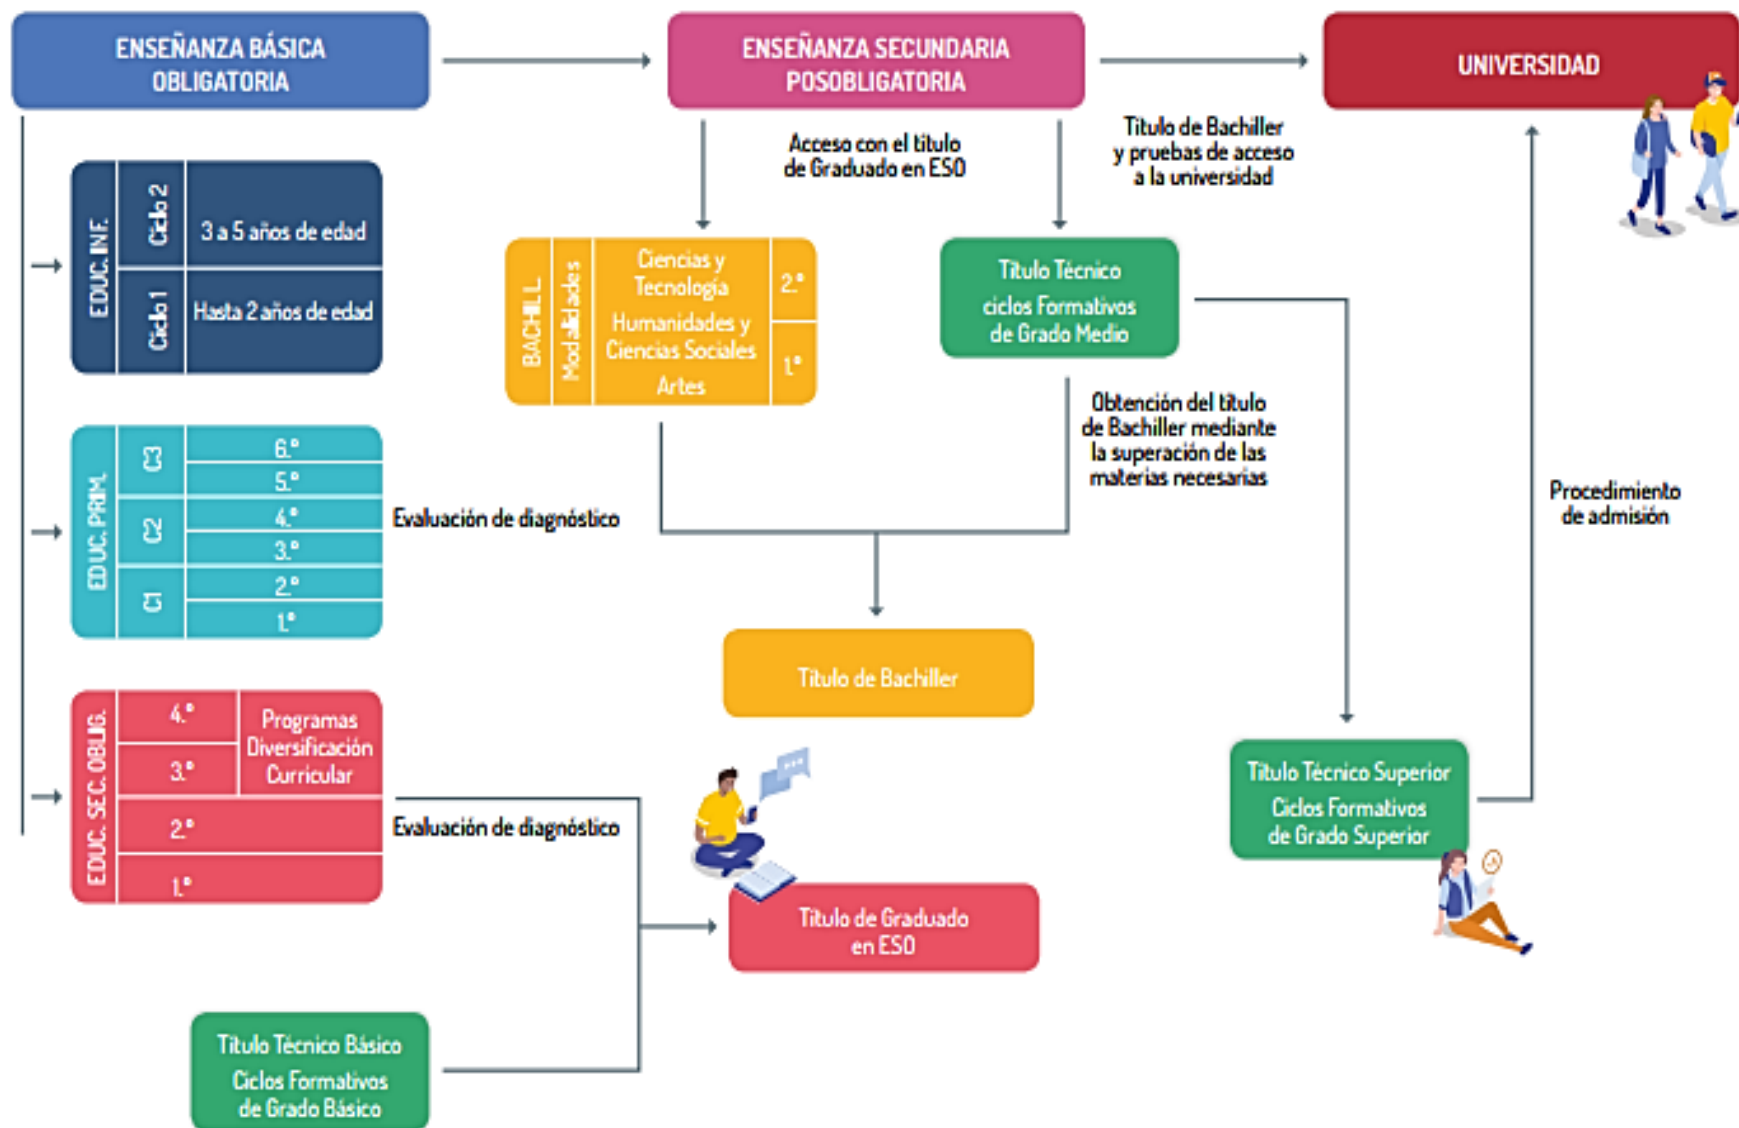 ENSEÑANZA BÁSICA
OBLIGATORIA
ENSEÑANZA SECUNDARIA
POSOBLIGATORIA
UNIVERSIDAD
Acceso con el título
de Graduado en ESO
Título de Bachiller
y pruebas de acceso
a la universidad
EDUC. INF.
Ciclo 2
3 a 5 años de edad
Ciclo 1
Hasta 2 años de edad
BACHILL.
Modalidades
Ciencias y
Tecnología
Humanidades y
Ciencias Sociales
Artes
2.º
1.º
Título Técnico
ciclos Formativos
de Grado Medio
Obtención del título
de Bachiller mediante
la superación de las
materias necesarias
Procedimiento
de admisión
EDUC. PRIM.
C3
6.º
5.º
C2
4.º
3.º
C1
2.º
1.º
Evaluación de diagnóstico
Título de Bachiller
EDUC. SEC. OBLIG.
4.º
3.º
Programas
Diversificación
Curricular
2.º
1.º
Evaluación de diagnóstico
Título Técnico Superior
Ciclos Formativos
de Grado Superior
Título de Graduado
en ESO
Título Técnico Básico
Ciclos Formativos
de Grado Básico